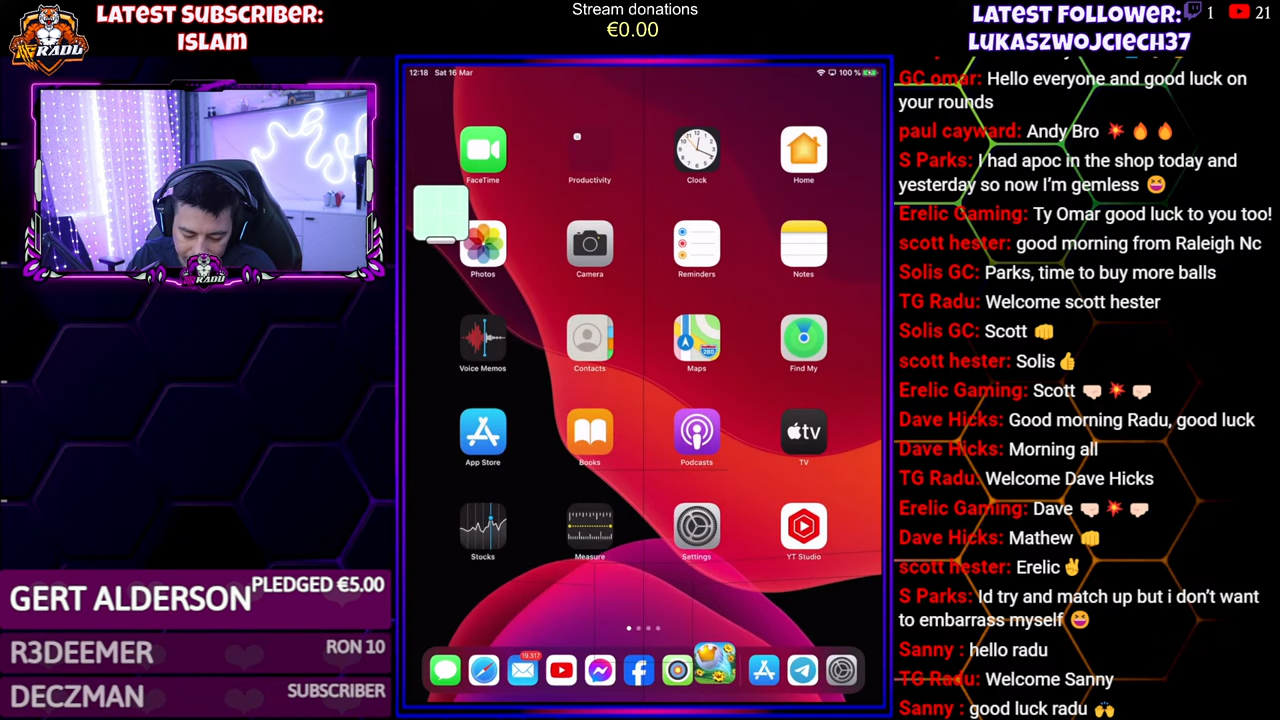 LATEST SUBSCRIBER:
ISLAM
RADU
Stream donations
€0.00
LATEST FOLLOWER:
LUKASZWOJCIECH37
1
21
12:18 Sat 16 Mar
100 %
FaceTime
Productivity
Clock
Home
Photos
Camera
Reminders
Notes
Voice Memos
Contacts
Maps
280
Find My
App Store
Books
Podcasts
tv
TV
Stocks
Measure
Settings
YT Studio
19,317
GERT ALDERSON
PLEDGED €5.00
R3DEEMER
RON 10
DECZMAN
SUBSCRIBER
GC omar: Hello everyone and good luck on
your rounds
paul cayward: Andy Bro 💥 🔥 🔥
S Parks: I had apoc in the shop today and
yesterday so now I’m gemless 😆
Erelic Gaming: Ty Omar good luck to you too!
scott hester: good morning from Raleigh Nc
Solis GC: Parks, time to buy more balls
TG Radu: Welcome scott hester
Solis GC: Scott 👊
scott hester: Solis 👍
Erelic Gaming: Scott 🤜🏻 💥 🤛🏻
Dave Hicks: Good morning Radu, good luck
Dave Hicks: Morning all
TG Radu: Welcome Dave Hicks
Erelic Gaming: Dave 🤜🏻 💥 🤛🏻
Dave Hicks: Mathew 👊
scott hester: Erelic ✌
S Parks: Id try and match up but i don’t want
to embarrass myself 😆
Sanny : hello radu
TG Radu: Welcome Sanny
Sanny : good luck radu 🙌